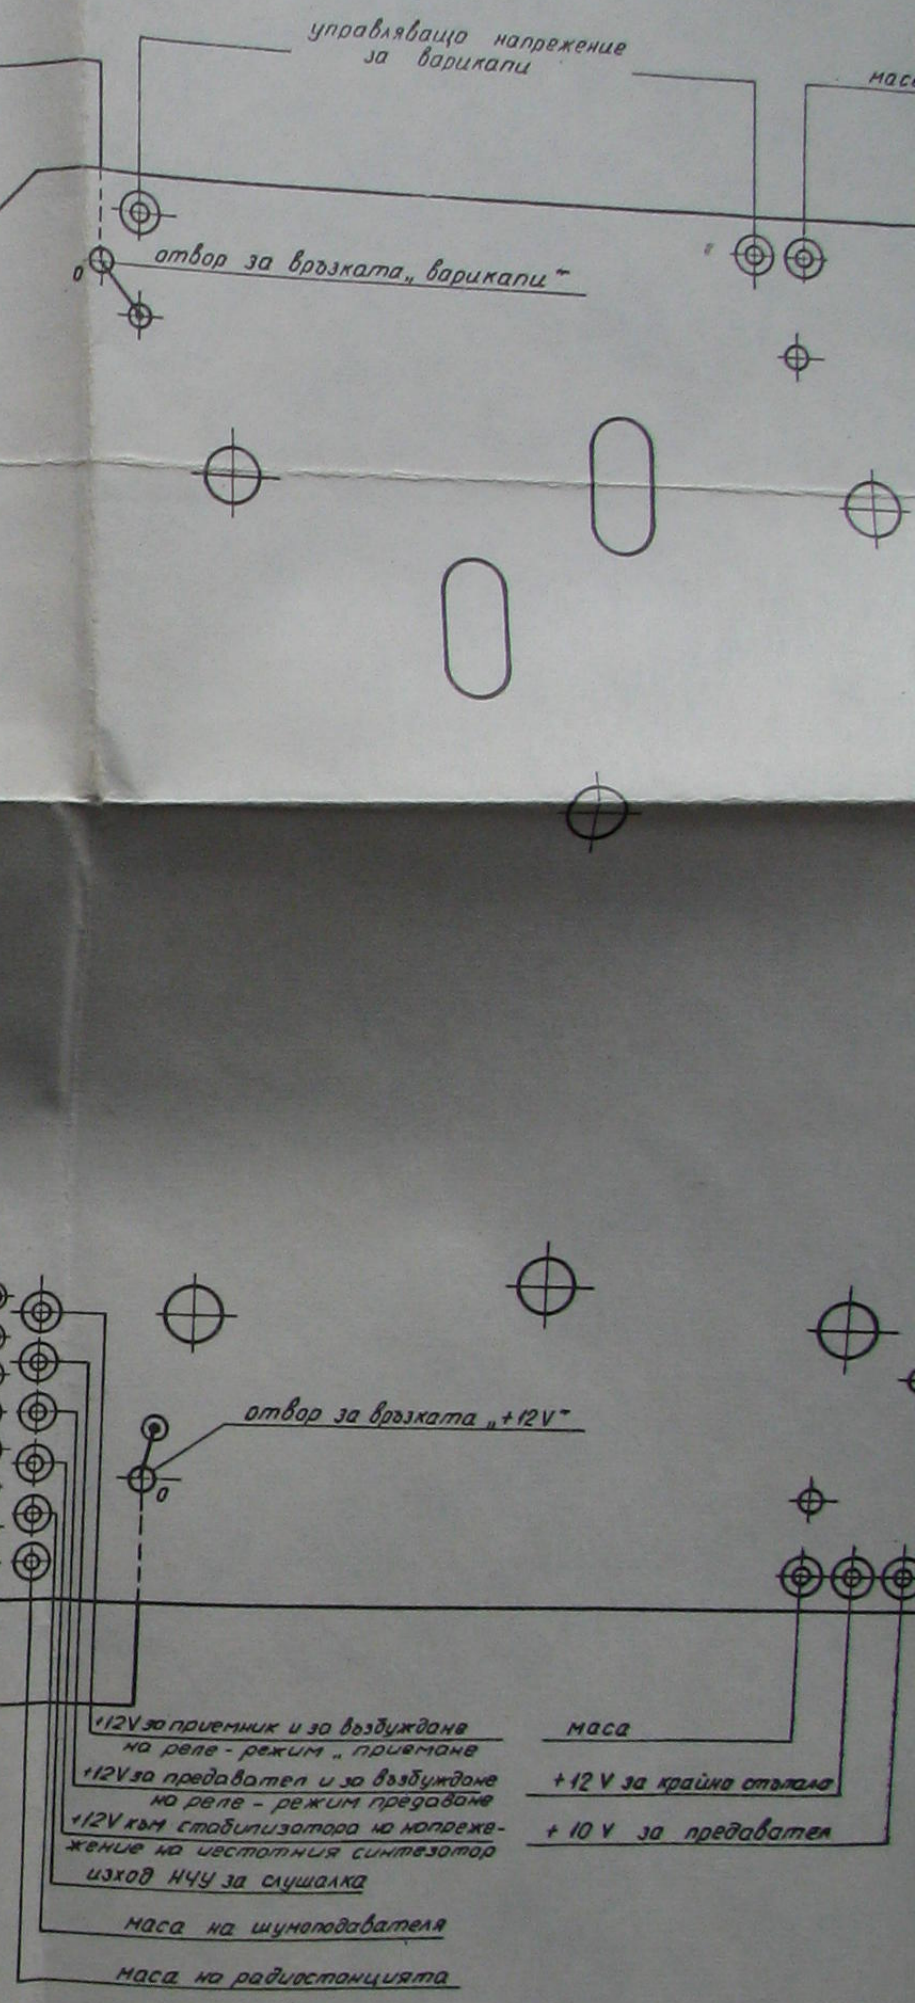 управляващо напрежение
за варикапи
маса
отвор за връзката „варикапи"
0
отвор за връзката „+12V"
0
+12V за приемник и за възбуждане
на реле - режим „приемане
маса
+12V за предавател и за възбуждане
на реле - режим предаване
+12V за крайно стъпало
+12V към стабилизатора на напреже-
жение на честотния синтезатор
+10V за предавател
изход НЧУ за слушалка
маса на шумоподавателя
маса на радиостанцията